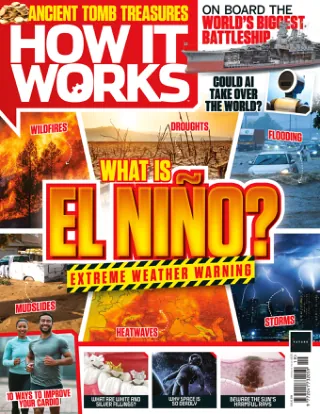 ANCIENT TOMB TREASURES
HOW IT
WORKS
ON BOARD THE
WORLD'S BIGGEST
BATTLESHIP
COULD AI
TAKE OVER
THE WORLD?
WILDFIRES
DROUGHTS
FLOODING
WHAT IS
EL NIÑO?
EXTREME WEATHER WARNING
MUDSLIDES
HEATWAVES
STORMS
10 WAYS TO IMPROVE
YOUR CARDIO
WHAT ARE WHITE AND
SILVER FILLINGS?
WHY SPACE IS
SO DEADLY
BEWARE THE SUN'S
HARMFUL RAYS
FUTURE